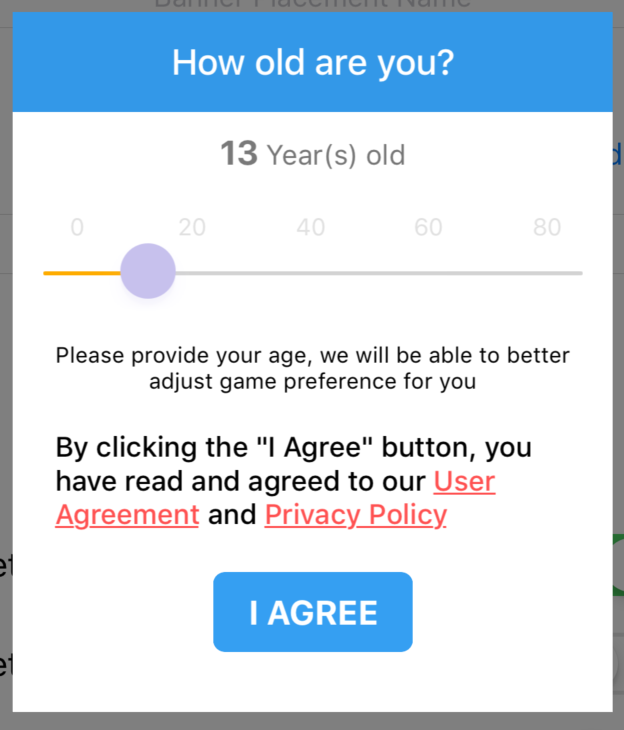 Banner Placement Name
How old are you?
13 Year(s) old
0 20 40 60 80
Please provide your age, we will be able to better
adjust game preference for you
By clicking the "I Agree" button, you
have read and agreed to our User
Agreement and Privacy Policy
I AGREE